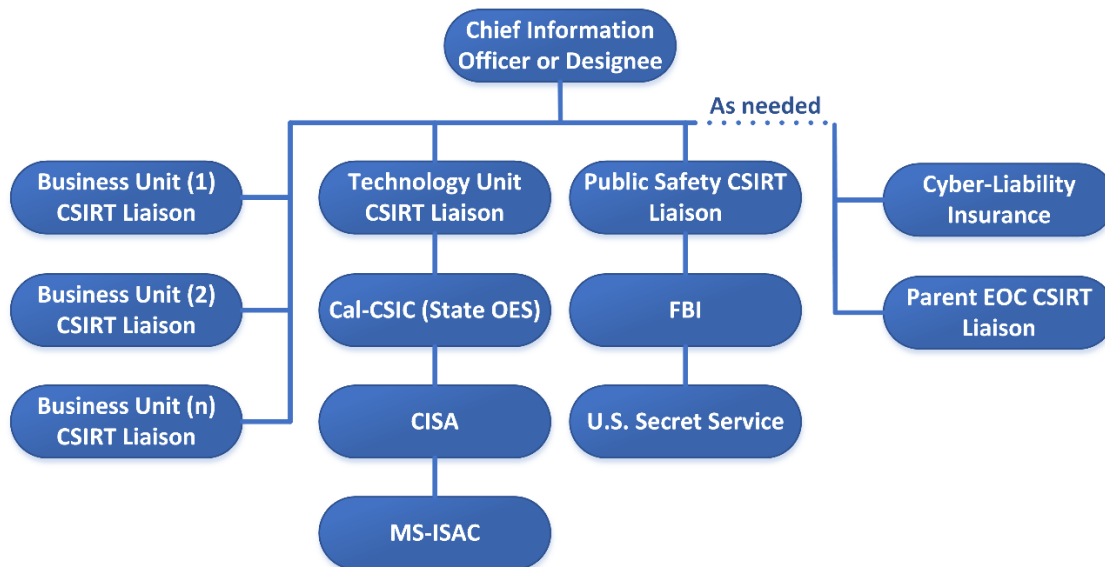 Chief Information
Officer or Designee
As needed
Business Unit (1)
CSIRT Liaison
Technology Unit
CSIRT Liaison
Public Safety CSIRT
Liaison
Cyber-Liability
Insurance
Business Unit (2)
CSIRT Liaison
Cal-CSIC (State OES)
FBI
Parent EOC CSIRT
Liaison
Business Unit (n)
CSIRT Liaison
CISA
U.S. Secret Service
MS-ISAC